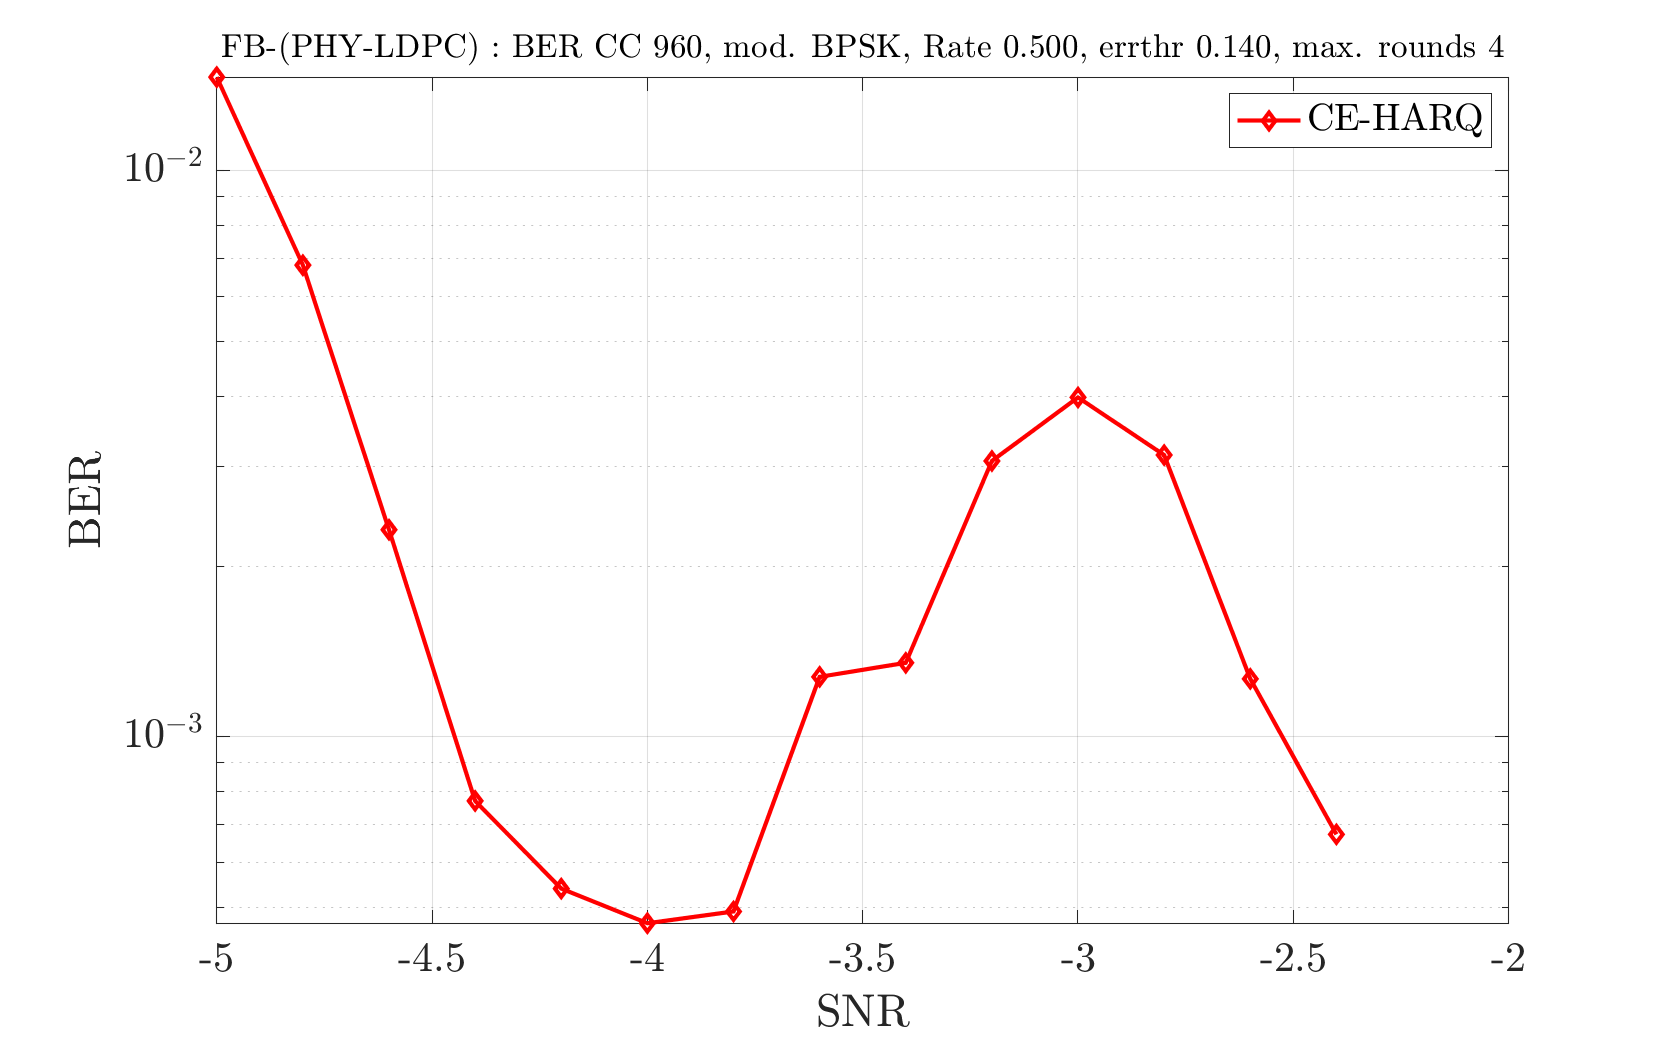 FB-(PHY-LDPC) : BER CC 960, mod. BPSK, Rate 0.500, errthr 0.140, max. rounds 4
CE-HARQ
10^{-2}
10^{-3}
BER
-5 -4.5 -4 -3.5 -3 -2.5 -2
SNR